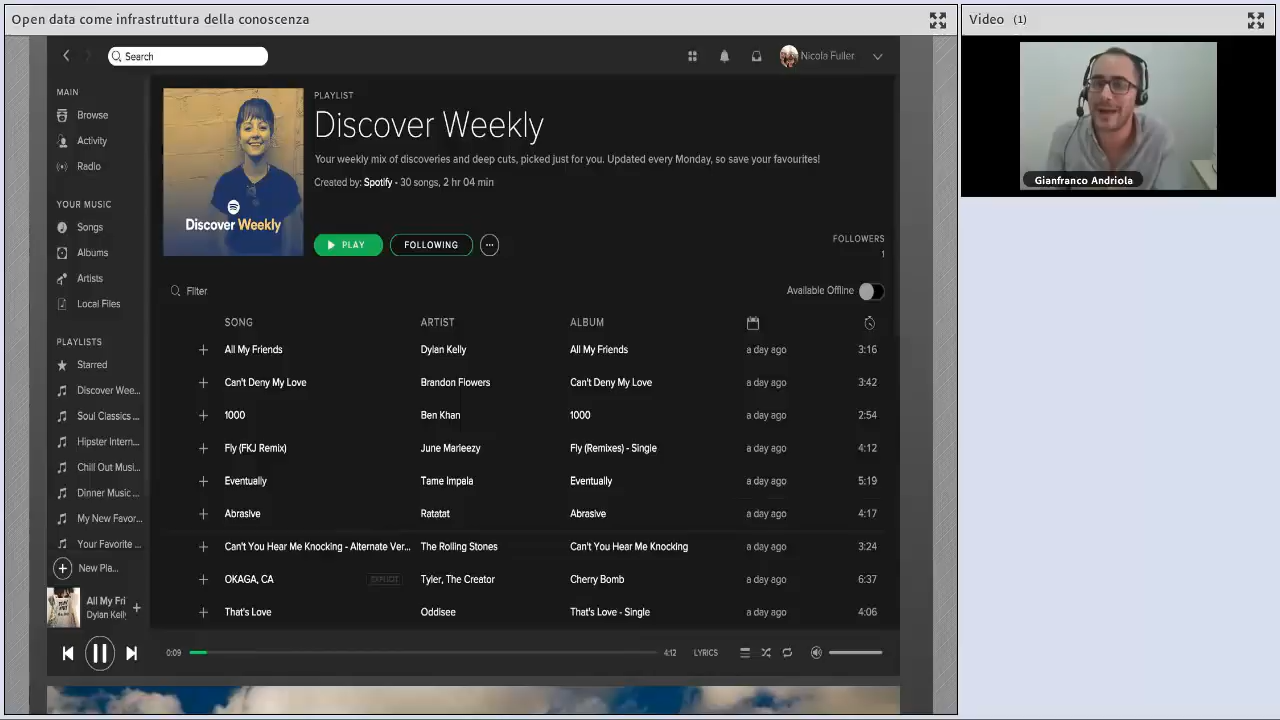 Open data come infrastruttura della conoscenza
Video (1)
Gianfranco Andriola
Search
Nicola Fuller
MAIN
Browse
Activity
Radio
YOUR MUSIC
Songs
Albums
Artists
Local Files
PLAYLISTS
Starred
Discover Wee...
Soul Classics ...
Hipster Intern...
Chill Out Musi...
Dinner Music ...
My New Favor...
Your Favorite ...
New Pla...
All My Fri
Dylan Kell
Discover Weekly
PLAYLIST
Discover Weekly
Your weekly mix of discoveries and deep cuts, picked just for you. Updated every Monday, so save your favourites!
Created by: Spotify - 30 songs, 2 hr 04 min
PLAY FOLLOWING ...
FOLLOWERS
1
Filter
Available Offline
SONG ARTIST ALBUM
All My Friends Dylan Kelly All My Friends a day ago 3:16
Can't Deny My Love Brandon Flowers Can't Deny My Love a day ago 3:42
1000 Ben Khan 1000 a day ago 2:54
Fly (FKJ Remix) June Marieezy Fly (Remixes) - Single a day ago 4:12
Eventually Tame Impala Eventually a day ago 5:19
Abrasive Ratatat Abrasive a day ago 4:17
Can't You Hear Me Knocking - Alternate Ver... The Rolling Stones Can't You Hear Me Knocking a day ago 3:24
OKAGA, CA EXPLICIT Tyler, The Creator Cherry Bomb a day ago 6:37
That's Love Oddisee That's Love - Single a day ago 4:06
0:09 4:12 LYRICS